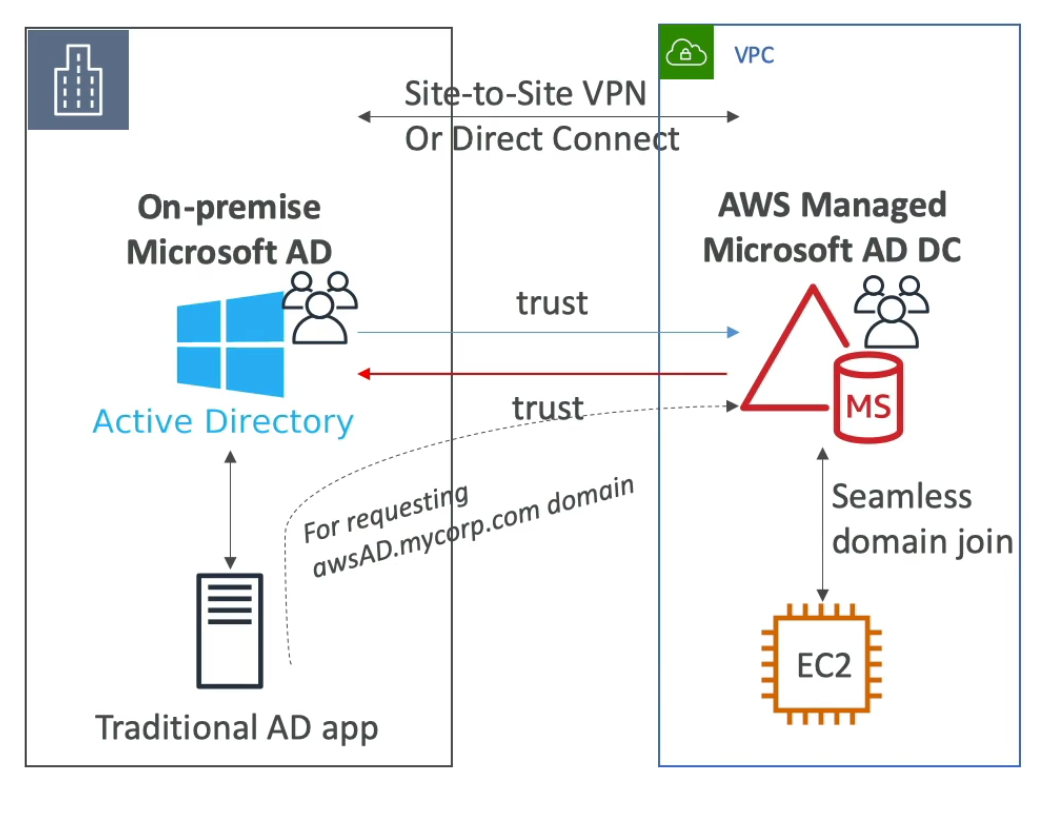 VPC
Site-to-Site VPN
Or Direct Connect
On-premise
Microsoft AD
AWS Managed
Microsoft AD DC
trust
trust
Active Directory
MS
For requesting
awsAD.mycorp.com domain
Seamless
domain join
EC2
Traditional AD app